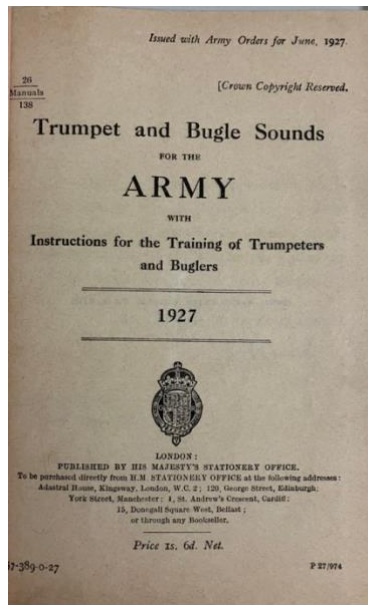 Issued with Army Orders for June, 1927.
[Crown Copyright Reserved.
26
Manuals
138
Trumpet and Bugle Sounds
FOR THE
ARMY
WITH
Instructions for the Training of Trumpeters
and Buglers
1927
LONDON:
PUBLISHED BY HIS MAJESTY'S STATIONERY OFFICE.
To be purchased directly from H.M. STATIONERY OFFICE at the following addresses:
Adastral House, Kingsway, London, W.C. 2; 120, George Street, Edinburgh;
York Street, Manchester; 1, St. Andrew's Crescent, Cardiff;
15, Donegall Square West, Belfast;
or through any Bookseller.
Price 1s. 6d. Net.
7-389-0-27
P 27/974